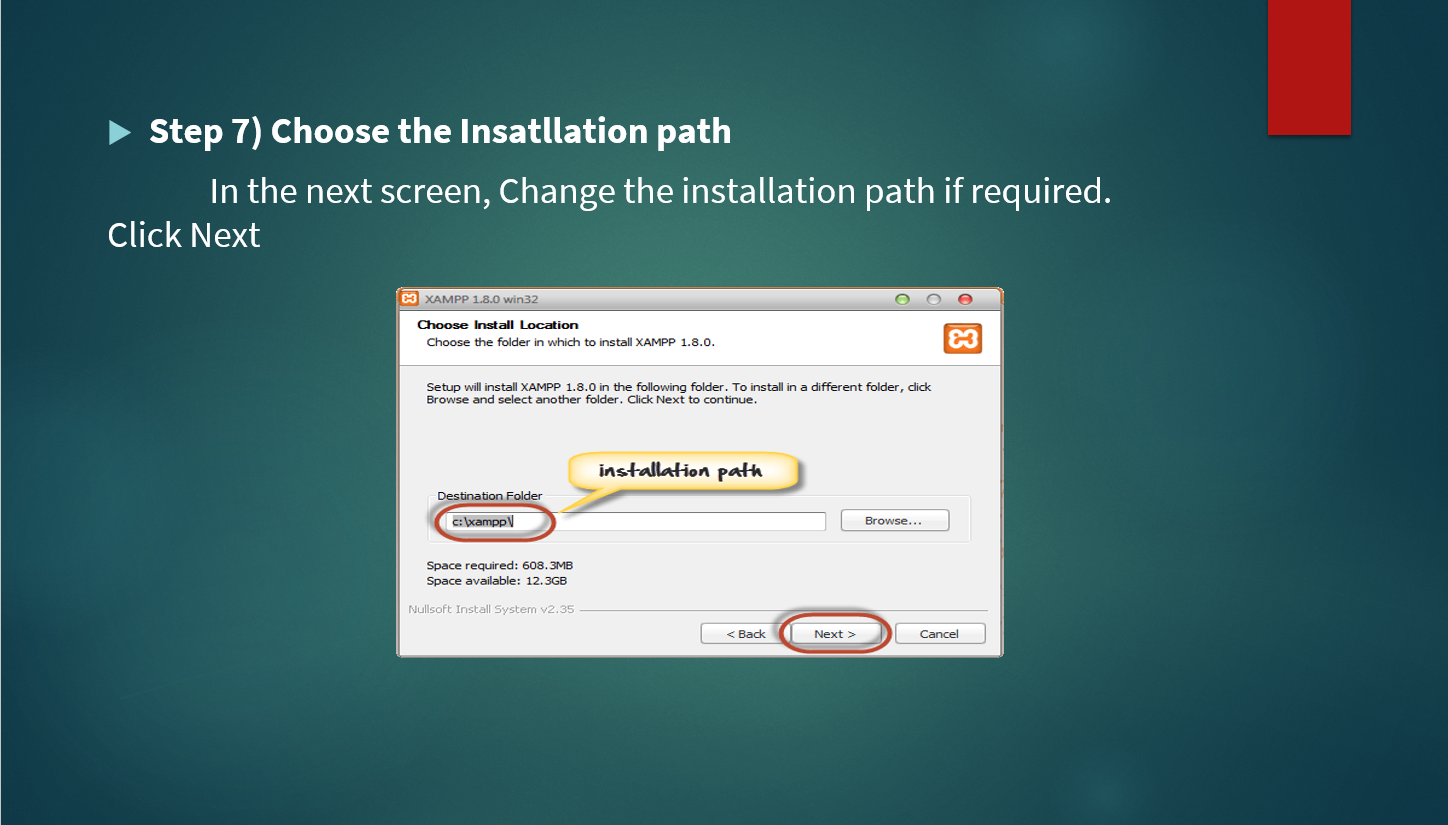 Step 7) Choose the Insatllation path
In the next screen, Change the installation path if required.
Click Next
XAMPP 1.8.0 win32
Choose Install Location
Choose the folder in which to install XAMPP 1.8.0.
Setup will install XAMPP 1.8.0 in the following folder. To install in a different folder, click
Browse and select another folder. Click Next to continue.
installation path
Destination Folder
c:\xampp\
Browse...
Space required: 608.3MB
Space available: 12.3GB
Nullsoft Install System v2.35
< Back
Next >
Cancel